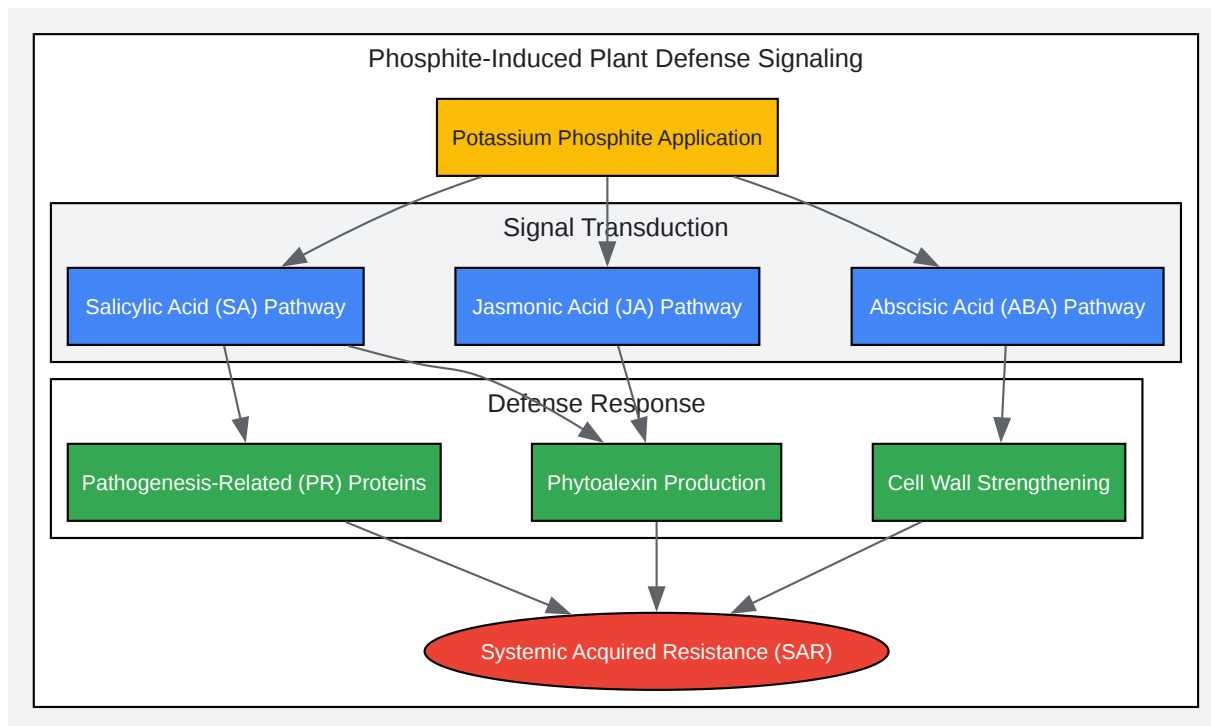 Phosphite-Induced Plant Defense Signaling
Potassium Phosphite Application
Signal Transduction
Salicylic Acid (SA) Pathway
Jasmonic Acid (JA) Pathway
Abscisic Acid (ABA) Pathway
Defense Response
Pathogenesis-Related (PR) Proteins
Phytoalexin Production
Cell Wall Strengthening
Systemic Acquired Resistance (SAR)